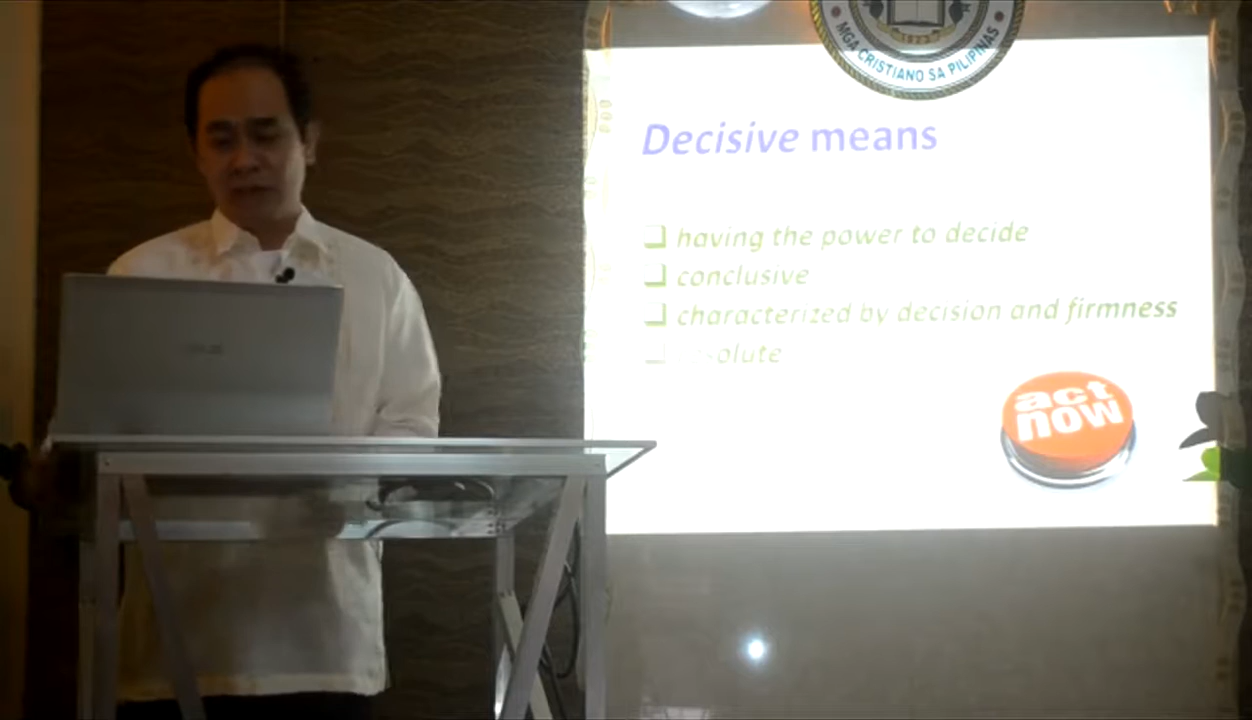 1923
MGA CRISTIANO SA PILIPINAS
Decisive means
having the power to decide
conclusive
characterized by decision and firmness
act
now